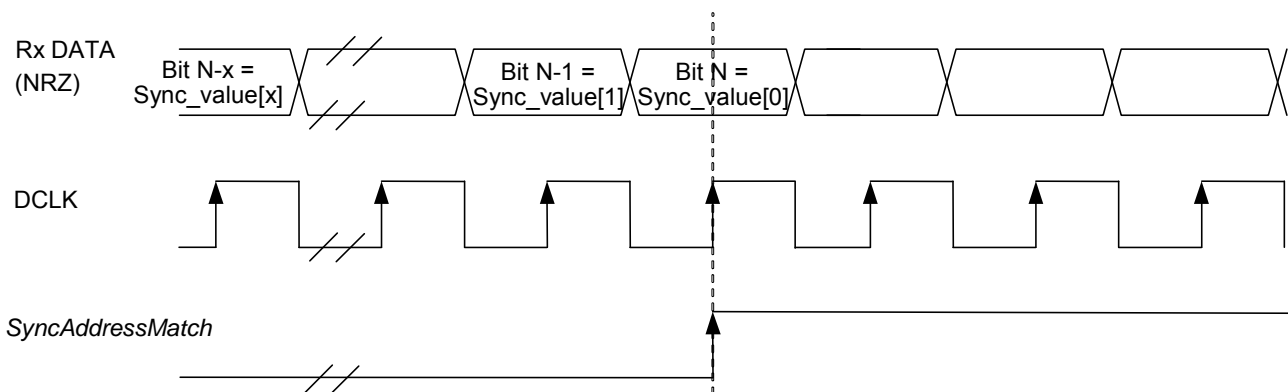 Rx DATA
(NRZ)
Bit N-x =
Sync_value[x]
Bit N-1 =
Sync_value[1]
Bit N =
Sync_value[0]
DCLK
SyncAddressMatch